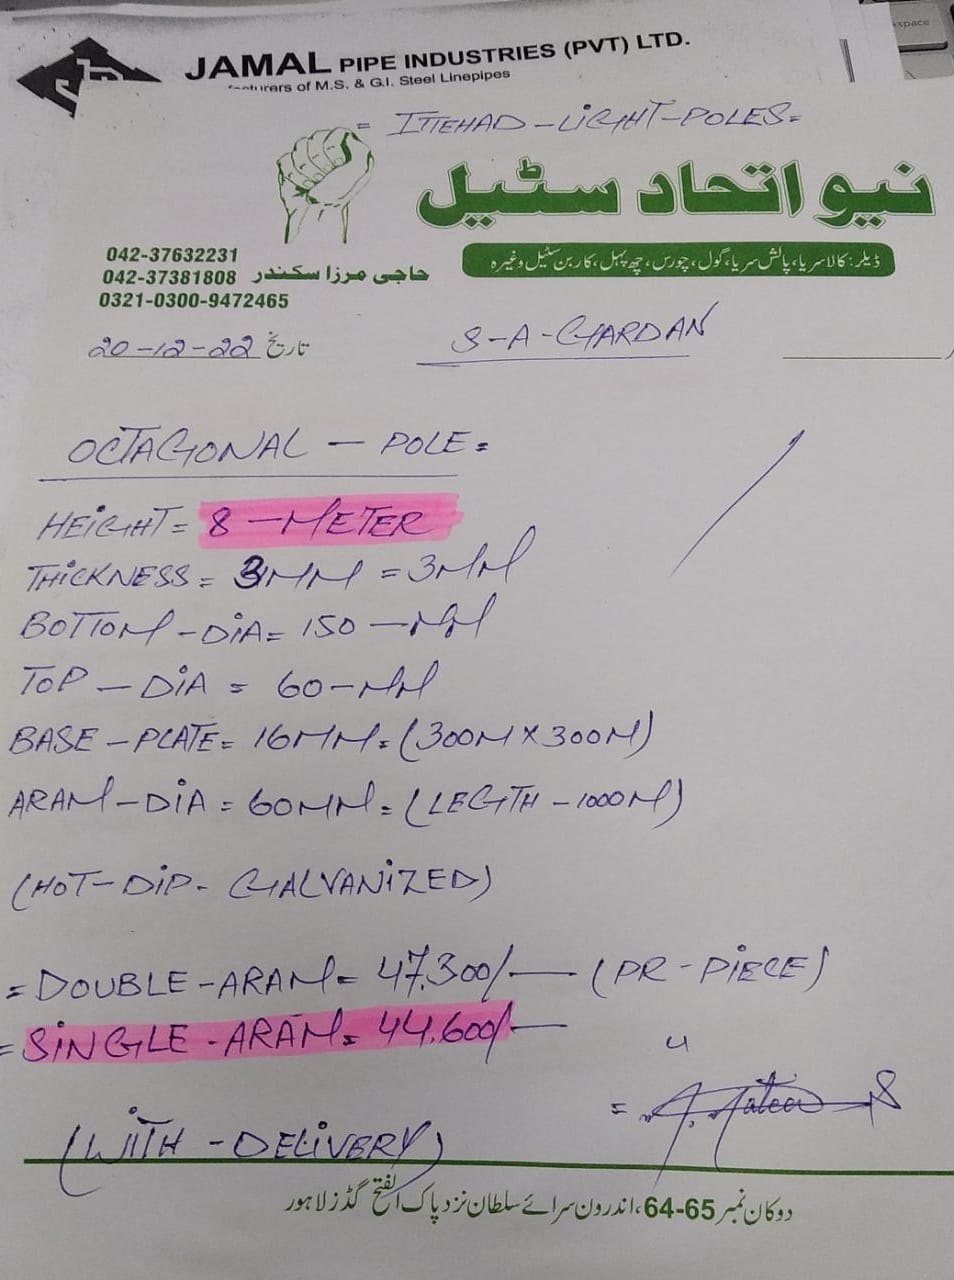 space
JAMAL PIPE INDUSTRIES (PVT) LTD.
facturers of M.S. & G.I. Steel Linepipes
= ITTEHAD-LIGHT-POLES=
نیو اتحاد سٹیل
ڈیلر: کالا سریا، پالش سریا، گول، چورس، چھ پہل، کاربن سٹیل وغیرہ
042-37632231
042-37381808 حاجی مرزا سکندر
0321-0300-9472465
20-12-22 تاریخ
S-A-GARDAN
OCTAGONAL - POLE =
HEIGHT = 8-METER
THICKNESS = 3MM = 3MM
BOTTOM-DIA = 150-MM
TOP-DIA = 60-MM
BASE-PLATE = 16MM = (300M X 300M)
ARAM-DIA = 60MM = (LEGTH-1000M)
(HOT-DIP-GALVANIZED)
= DOUBLE-ARAM = 47.300/- (PR-PIECE)
= SINGLE-ARAM = 44.600/- "
(WITH-DELIVERY)
دوکان نمبر 65-64، اندرون سرائے سلطان نزد پاک الفتح گڈز لاہور